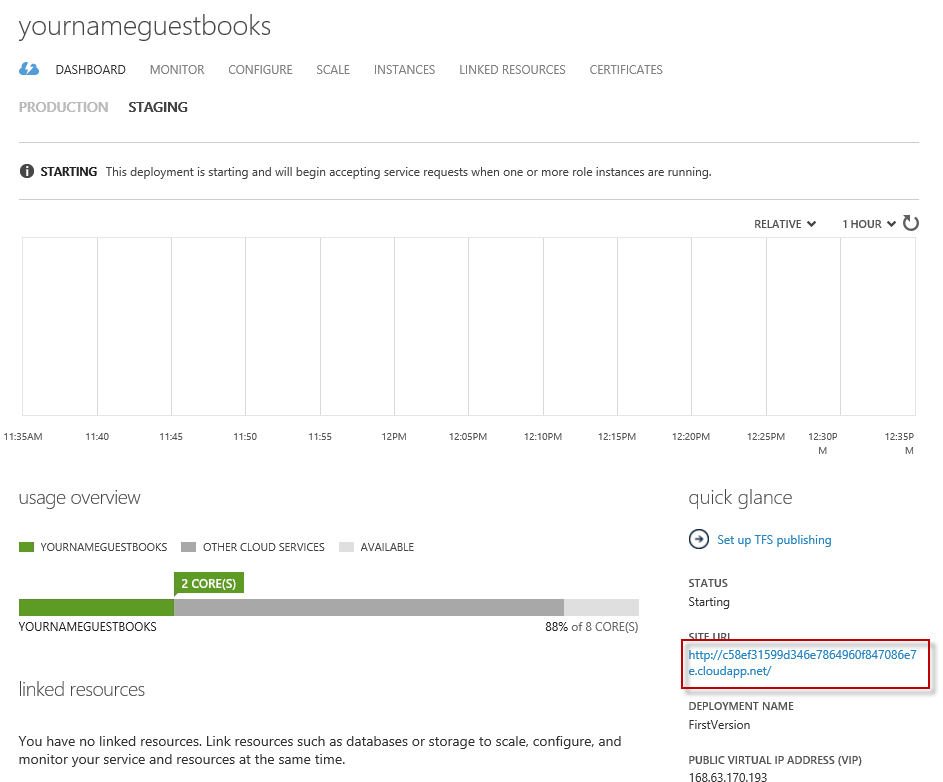 yournameguestbooks
DASHBOARD MONITOR CONFIGURE SCALE INSTANCES LINKED RESOURCES CERTIFICATES
PRODUCTION STAGING
STARTING This deployment is starting and will begin accepting service requests when one or more role instances are running.
RELATIVE 1 HOUR
11:35AM 11:40 11:45 11:50 11:55 12PM 12:05PM 12:10PM 12:15PM 12:20PM 12:25PM 12:30P 12:35P
M M
usage overview
YOURNAMEGUESTBOOKS OTHER CLOUD SERVICES AVAILABLE
2 CORE(S)
YOURNAMEGUESTBOOKS 88% of 8 CORE(S)
linked resources
You have no linked resources. Link resources such as databases or storage to scale, configure, and
monitor your service and resources at the same time.
quick glance
Set up TFS publishing
STATUS
Starting
SITE URL
http://c58ef31599d346e7864960f847086e7
e.cloudapp.net/
DEPLOYMENT NAME
FirstVersion
PUBLIC VIRTUAL IP ADDRESS (VIP)
168.63.170.193